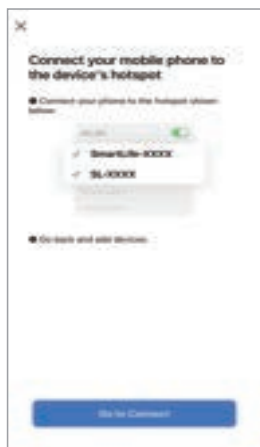 Connect your mobile phone to
the device's hotspot
Connect your phone to the hotspot shown
below:
SmartLife-XXXX
SL-XXXX
Go back and add devices.
Go to Connect